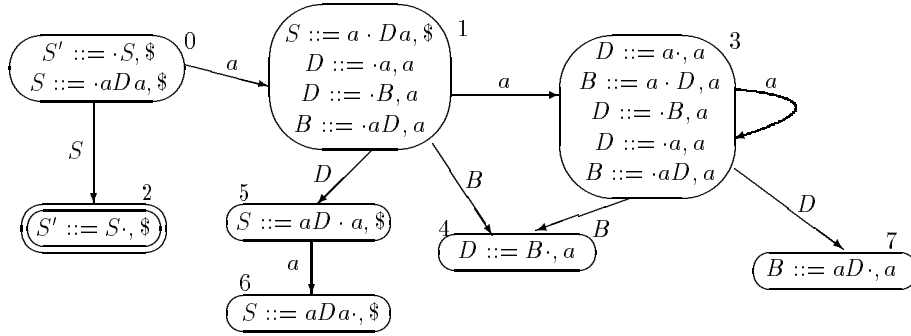 0
S′ ::= ·S, $
S ::= ·aDa, $
a
1
S ::= a · Da, $
D ::= ·a, a
D ::= ·B, a
B ::= ·aD, a
a
3
D ::= a·, a
B ::= a · D, a
D ::= ·B, a
D ::= ·a, a
B ::= ·aD, a
a
S
D
B
B
D
2
S′ ::= S·, $
5
S ::= aD · a, $
4
D ::= B·, a
7
B ::= aD·, a
a
6
S ::= aDa·, $